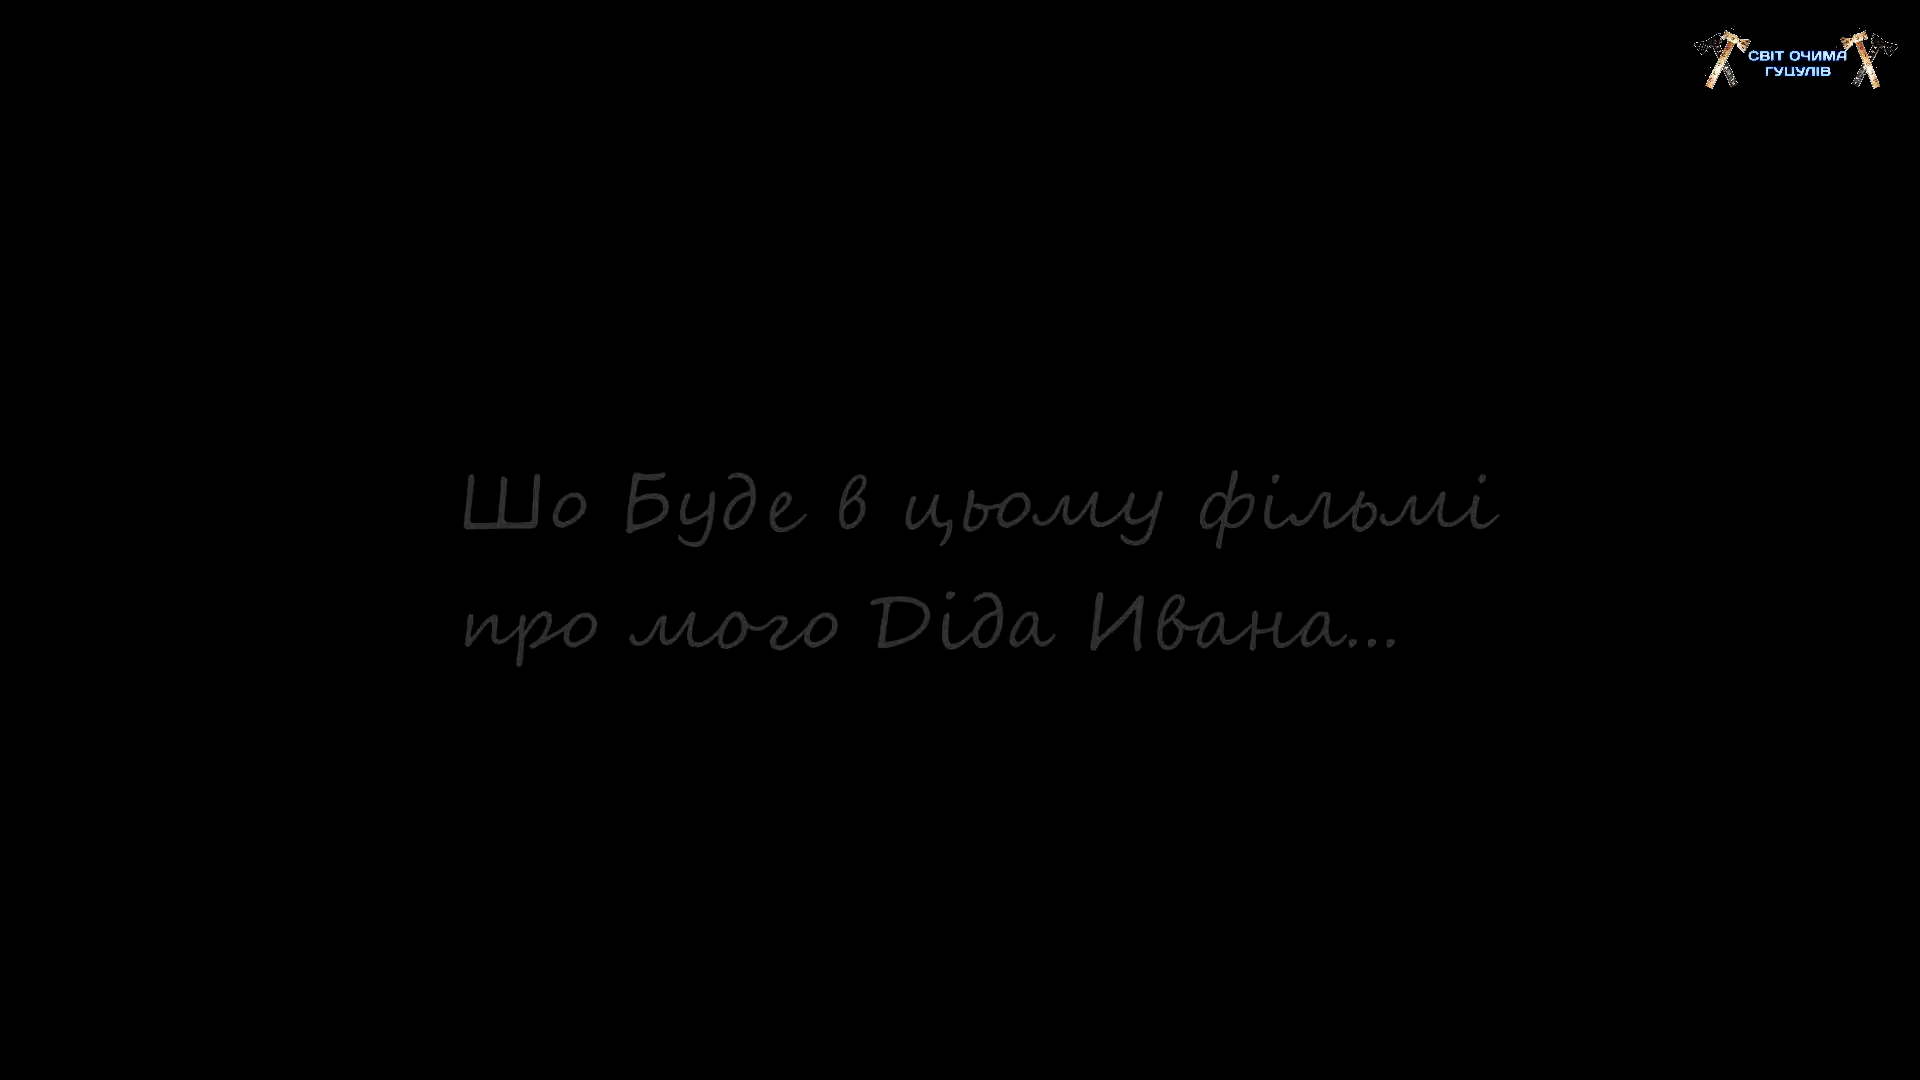 СВІТ ОЧИМА
ГУЦУЛІВ
Шо Буде в цьому фільмі
про мого Діда Ивана...